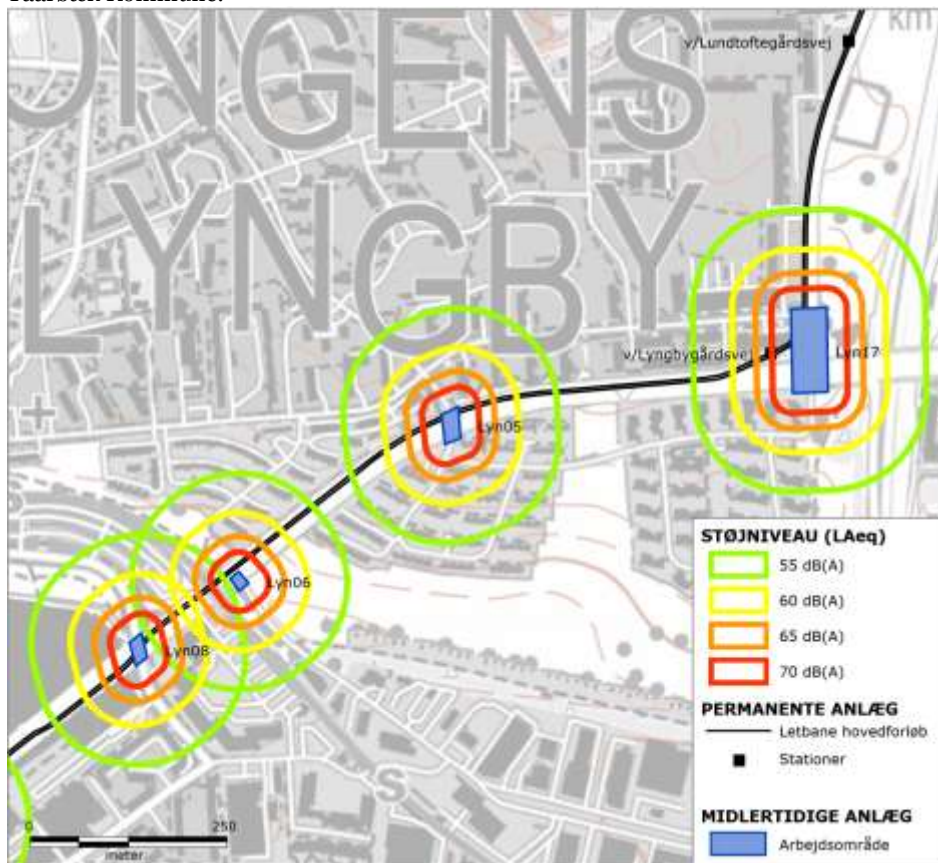 km
v/Lundtoftegårdsvej
ONGENS
LYNGBY
v/Lyngbygårdsvej
Lyn17
Lyn05
Lyn06
Lyn08
S
0 250
meter
STØJNIVEAU (LAeq)
55 dB(A)
60 dB(A)
65 dB(A)
70 dB(A)
PERMANENTE ANLÆG
Letbane hovedforløb
Stationer
MIDLERTIDIGE ANLÆG
Arbejdsområde